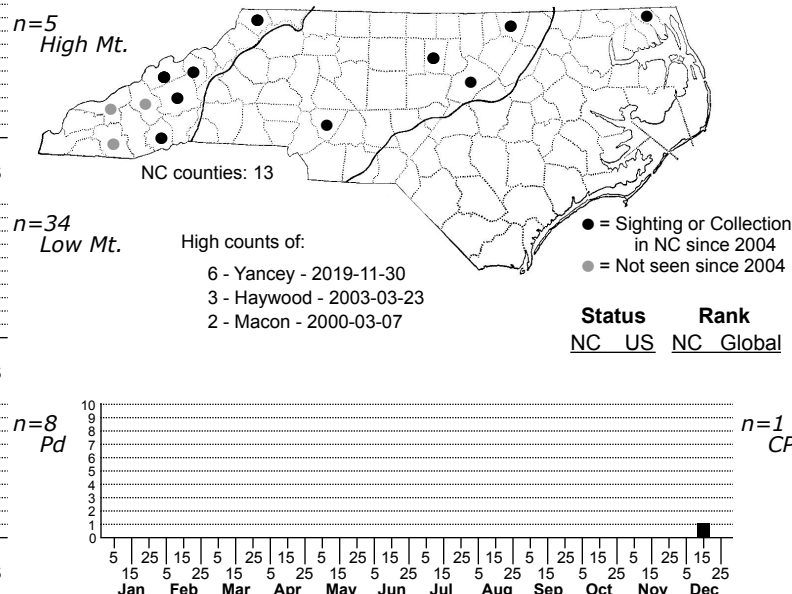 n=5
High Mt.
NC counties: 13
n=34
Low Mt.
High counts of:
6 - Yancey - 2019-11-30
3 - Haywood - 2003-03-23
2 - Macon - 2000-03-07
● = Sighting or Collection
in NC since 2004
● = Not seen since 2004
Status Rank
NC US NC Global
n=8
Pd
n=1
CP
10
9
8
7
6
5
4
3
2
1
0
5 25 15 5 25 15 5 25 15 5 25 15 5 25 15 5 25 15
15 5 25 15 5 25 15 5 25 15 5 25 15 5 25 15 5 25
Jan Feb Mar Apr May Jun Jul Aug Sep Oct Nov Dec